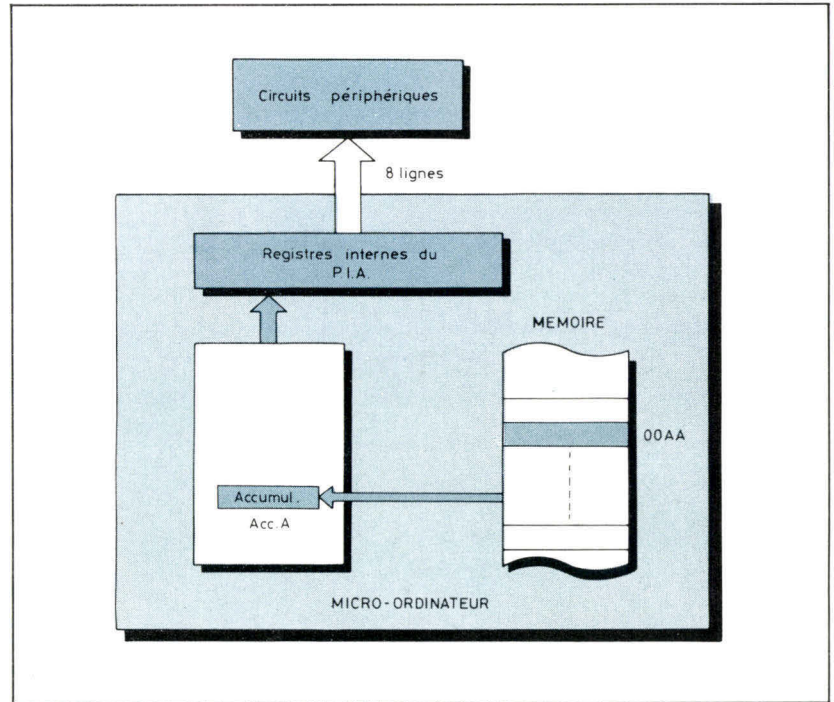 Circuits périphériques
8 lignes
Registres internes du
P.I.A.
MEMOIRE
00AA
Accumul.
Acc.A
MICRO-ORDINATEUR